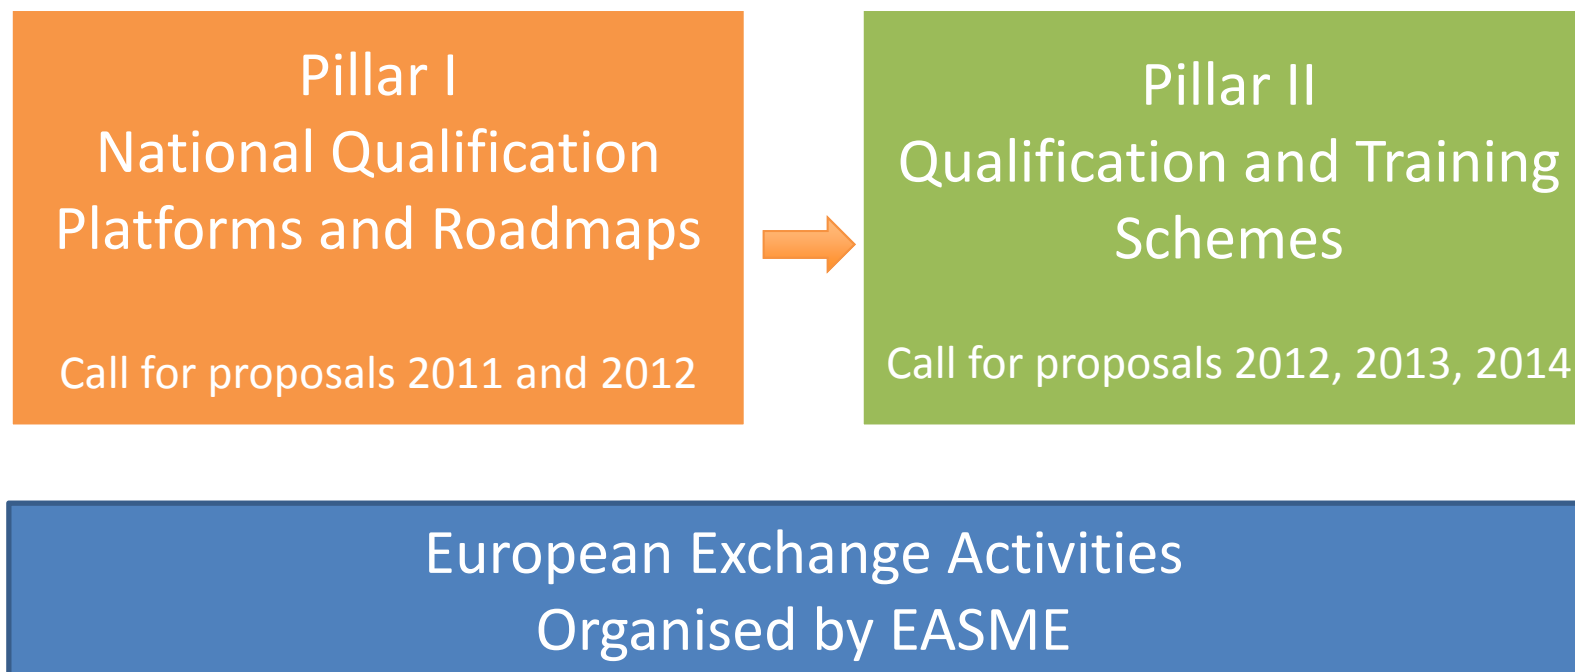 Pillar I
National Qualification
Platforms and Roadmaps
Call for proposals 2011 and 2012
Pillar II
Qualification and Training
Schemes
Call for proposals 2012, 2013, 2014
European Exchange Activities
Organised by EASME